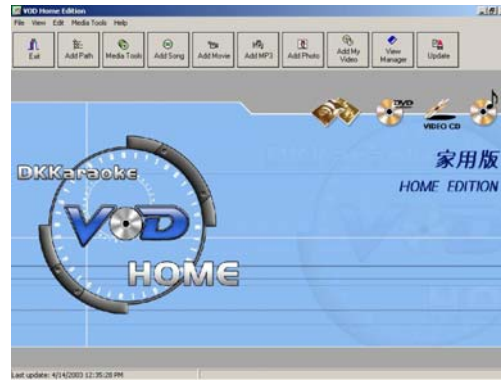 VOD Home Edition
File View Edit Media Tools Help
Exit Add Path Media Tools Add Song Add Movie Add MP3 Add Photo Add My Video View Manager Update
DVD
VIDEO CD
家用版
HOME EDITION
DKKaraoke
VOD
HOME
Last update: 4/14/2003 12:35:28 PM